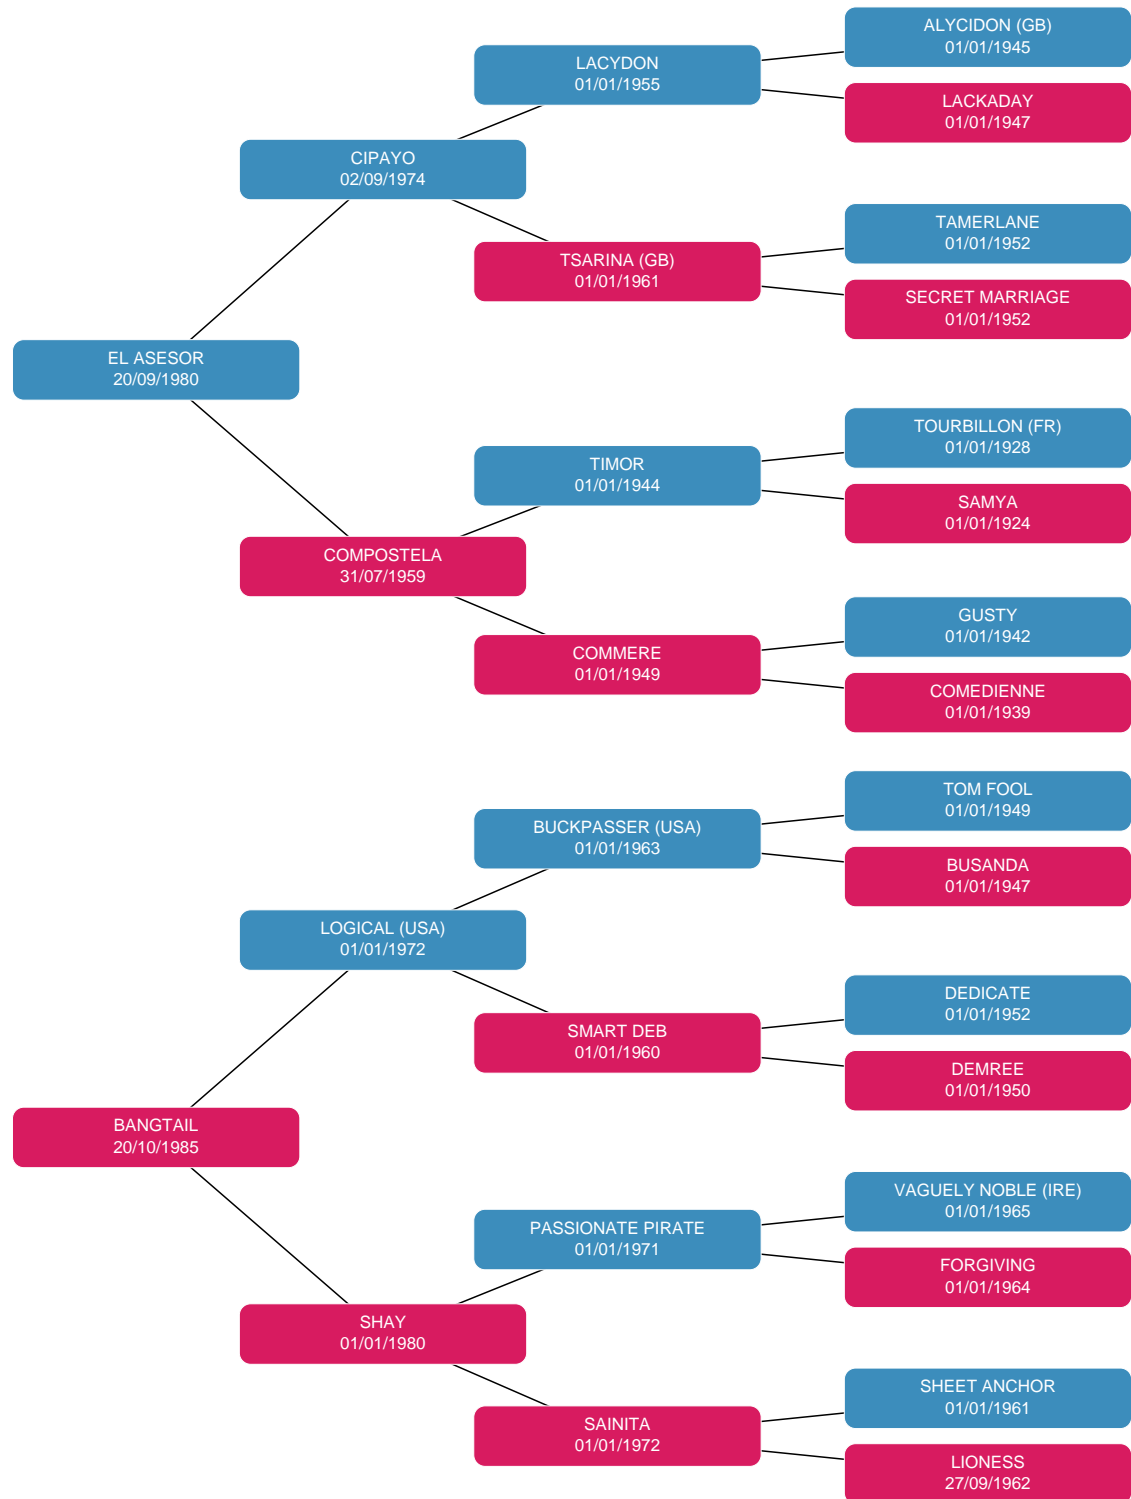 ALYCIDON (GB)
01/01/1945
LACYDON
01/01/1955
LACKADAY
01/01/1947
CIPAYO
02/09/1974
TAMERLANE
01/01/1952
TSARINA (GB)
01/01/1961
SECRET MARRIAGE
01/01/1952
EL ASESOR
20/09/1980
TOURBILLON (FR)
01/01/1928
TIMOR
01/01/1944
SAMYA
01/01/1924
COMPOSTELA
31/07/1959
GUSTY
01/01/1942
COMMERE
01/01/1949
COMEDIENNE
01/01/1939
TOM FOOL
01/01/1949
BUCKPASSER (USA)
01/01/1963
BUSANDA
01/01/1947
LOGICAL (USA)
01/01/1972
DEDICATE
01/01/1952
SMART DEB
01/01/1960
DEMREE
01/01/1950
BANGTAIL
20/10/1985
VAGUELY NOBLE (IRE)
01/01/1965
PASSIONATE PIRATE
01/01/1971
FORGIVING
01/01/1964
SHAY
01/01/1980
SHEET ANCHOR
01/01/1961
SAINITA
01/01/1972
LIONESS
27/09/1962